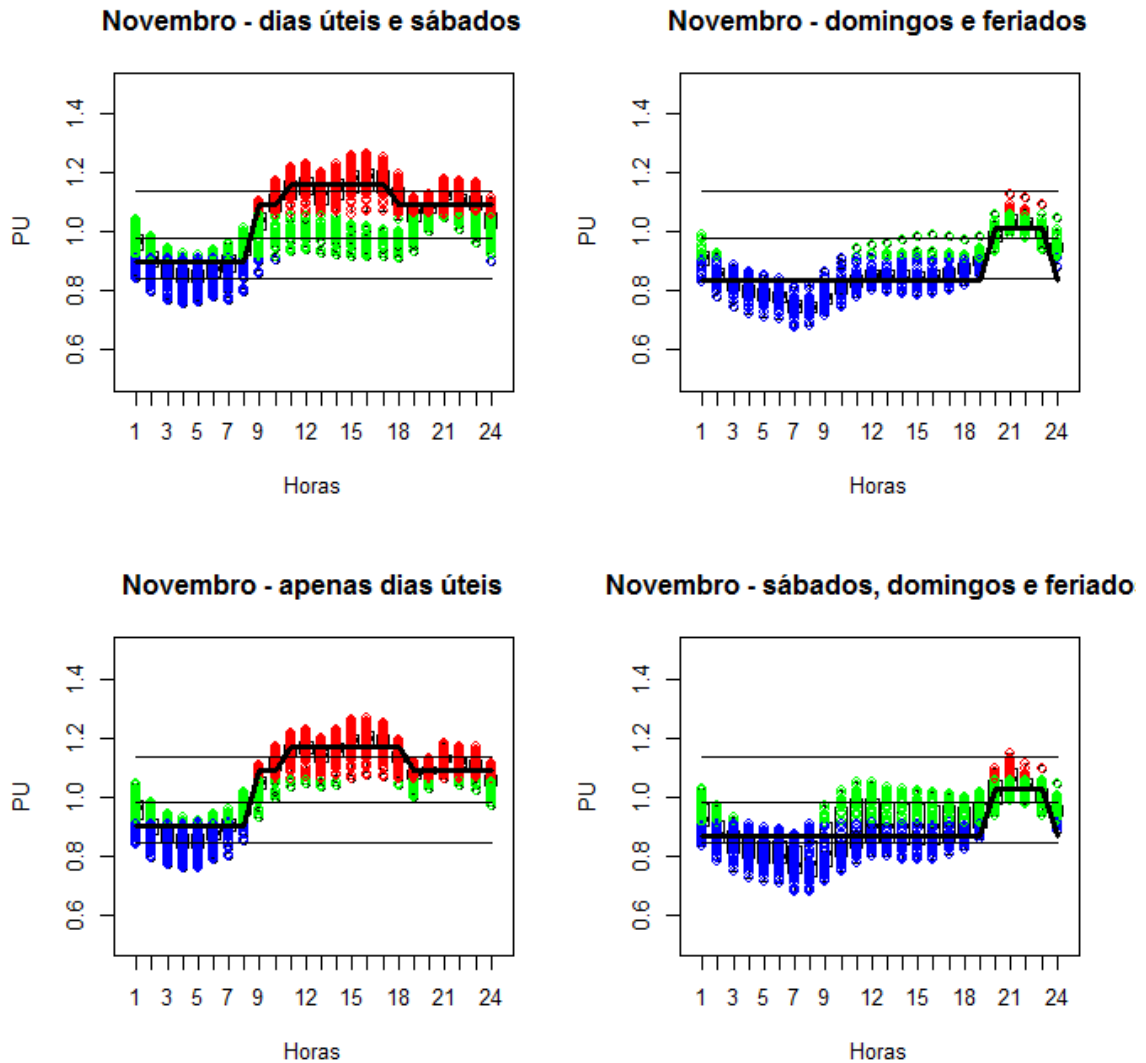 Novembro - dias úteis e sábados
PU
0.6 0.8 1.0 1.2 1.4
1 3 5 7 9 12 15 18 21 24
Horas
Novembro - domingos e feriados
PU
0.6 0.8 1.0 1.2 1.4
1 3 5 7 9 12 15 18 21 24
Horas
Novembro - apenas dias úteis
PU
0.6 0.8 1.0 1.2 1.4
1 3 5 7 9 12 15 18 21 24
Horas
Novembro - sábados, domingos e feriado
PU
0.6 0.8 1.0 1.2 1.4
1 3 5 7 9 12 15 18 21 24
Horas